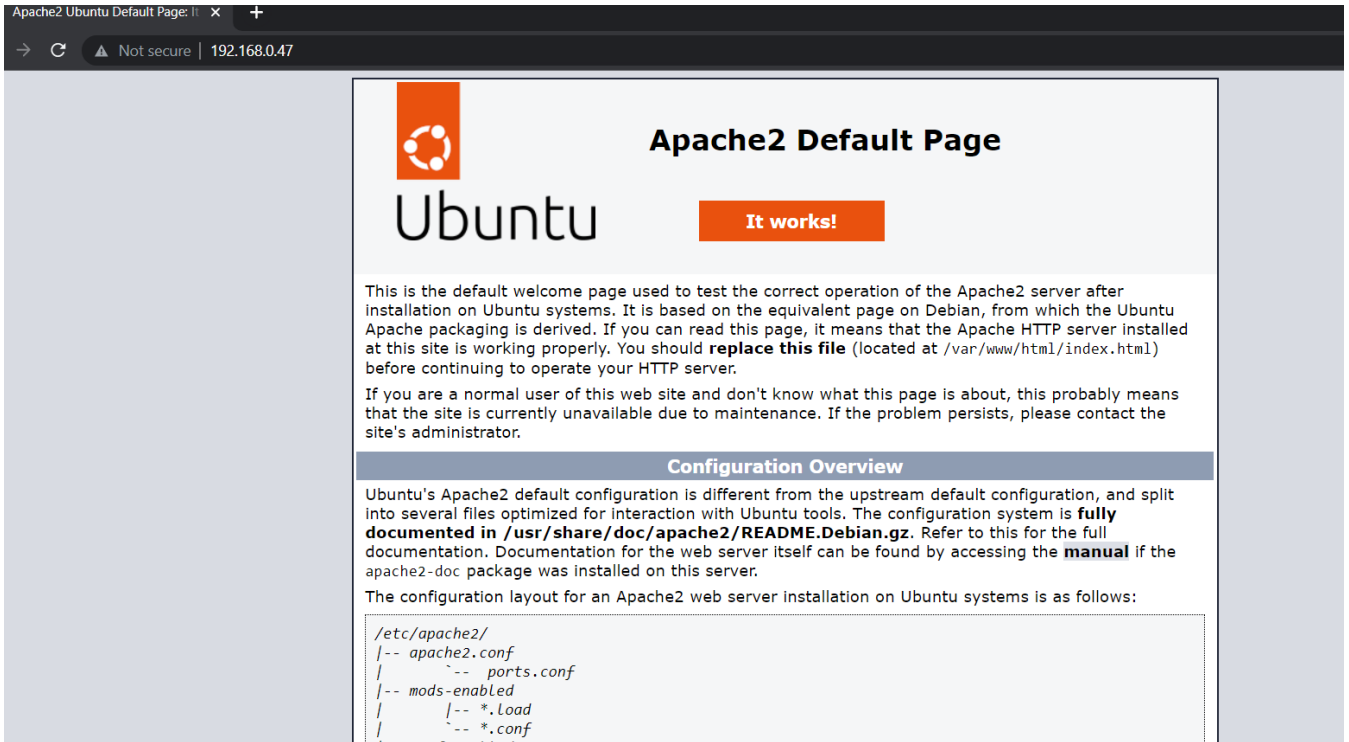 Apache2 Ubuntu Default Page: It
Not secure | 192.168.0.47
Apache2 Default Page
Ubuntu
It works!
This is the default welcome page used to test the correct operation of the Apache2 server after
installation on Ubuntu systems. It is based on the equivalent page on Debian, from which the Ubuntu
Apache packaging is derived. If you can read this page, it means that the Apache HTTP server installed
at this site is working properly. You should replace this file (located at /var/www/html/index.html)
before continuing to operate your HTTP server.
If you are a normal user of this web site and don't know what this page is about, this probably means
that the site is currently unavailable due to maintenance. If the problem persists, please contact the
site's administrator.
Configuration Overview
Ubuntu's Apache2 default configuration is different from the upstream default configuration, and split
into several files optimized for interaction with Ubuntu tools. The configuration system is fully
documented in /usr/share/doc/apache2/README.Debian.gz. Refer to this for the full
documentation. Documentation for the web server itself can be found by accessing the manual if the
apache2-doc package was installed on this server.
The configuration layout for an Apache2 web server installation on Ubuntu systems is as follows:
/etc/apache2/
|-- apache2.conf
|       `--  ports.conf
|-- mods-enabled
|       |-- *.load
|       `-- *.conf